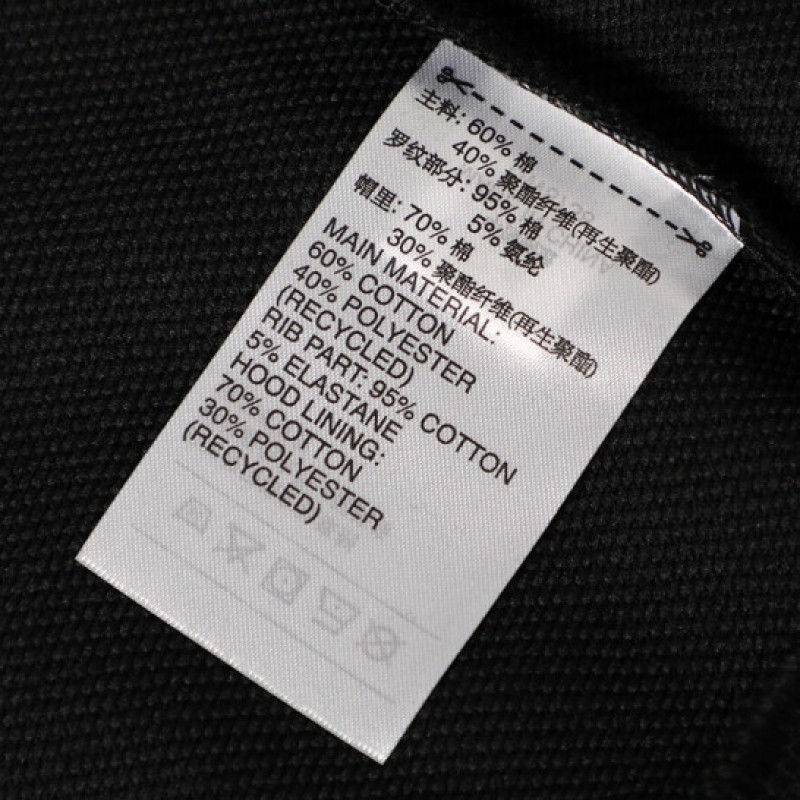 主料: 60% 棉
40% 聚酯纤维(再生聚酯)
罗纹部分: 95% 棉
5% 氨纶
帽里: 70% 棉
30% 聚酯纤维(再生聚酯)
MAIN MATERIAL:
60% COTTON
40% POLYESTER
(RECYCLED)
RIB PART: 95% COTTON
5% ELASTANE
HOOD LINING:
70% COTTON
30% POLYESTER
(RECYCLED)